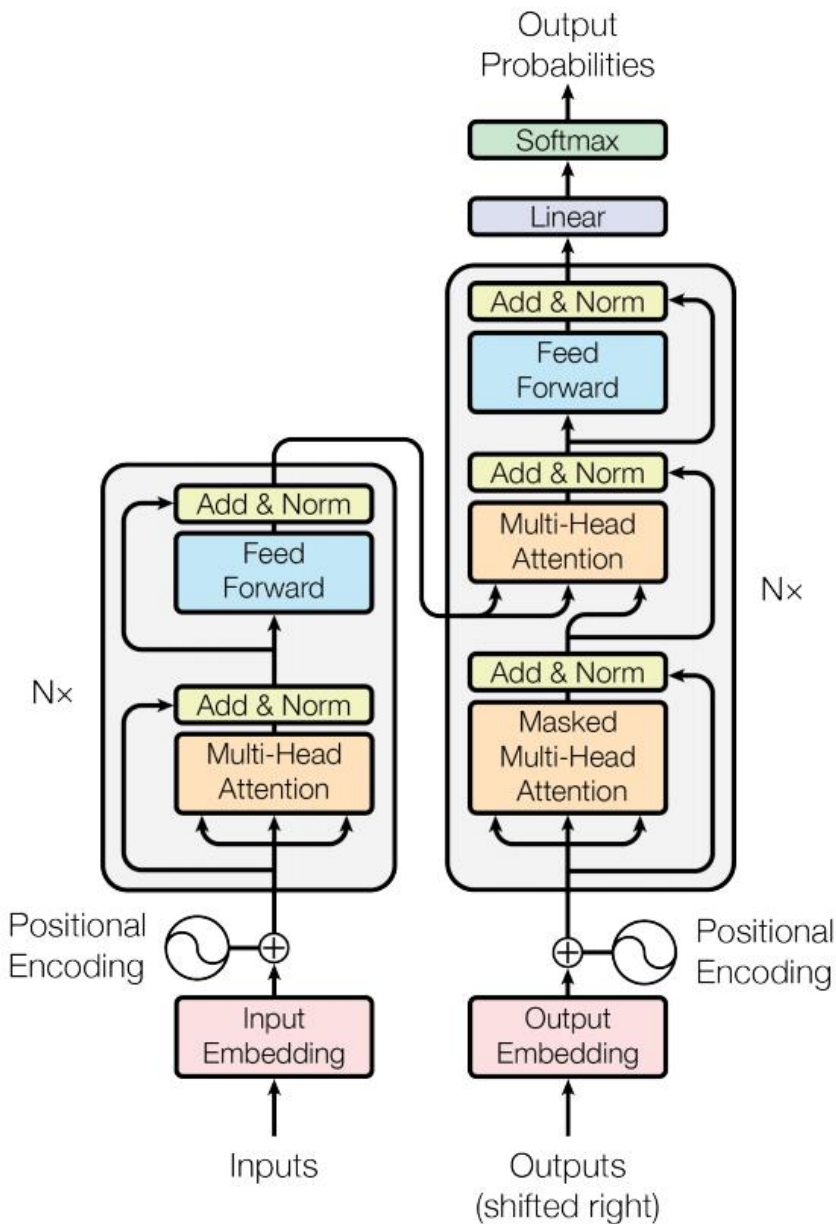 Output
Probabilities
Softmax
Linear
Add & Norm
Feed
Forward
Add & Norm
Multi-Head
Attention
Add & Norm
Masked
Multi-Head
Attention
N×
Add & Norm
Feed
Forward
Add & Norm
Multi-Head
Attention
N×
Positional
Encoding
Positional
Encoding
Input
Embedding
Output
Embedding
Inputs
Outputs
(shifted right)